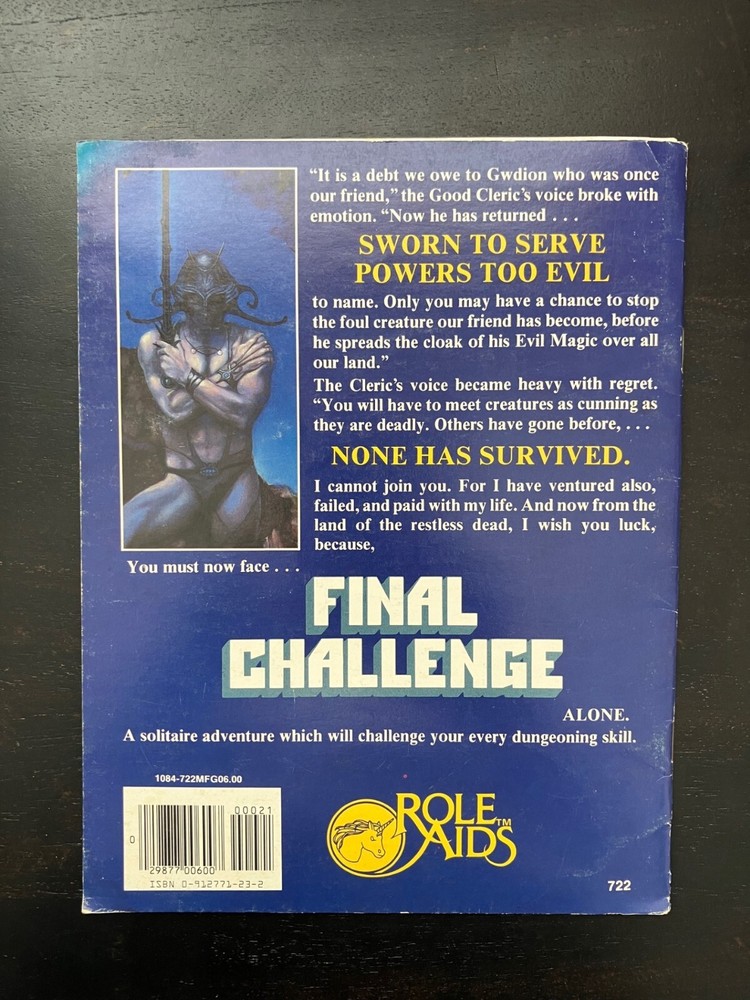 “It is a debt we owe to Gwdion who was once
our friend,” the Good Cleric’s voice broke with
emotion. “Now he has returned . . .
SWORN TO SERVE
POWERS TOO EVIL
to name. Only you may have a chance to stop
the foul creature our friend has become, before
he spreads the cloak of his Evil Magic over all
our land.”
The Cleric’s voice became heavy with regret.
“You will have to meet creatures as cunning as
they are deadly. Others have gone before, . . .
NONE HAS SURVIVED.
I cannot join you. For I have ventured also,
failed, and paid with my life. And now from the
land of the restless dead, I wish you luck,
because,
You must now face . . .
FINAL
CHALLENGE
ALONE.
A solitaire adventure which will challenge your every dungeoning skill.
1084-722MFG06.00
00021
0
29877 00600
ISBN 0-912771-23-2
ROLE
AIDS
TM
722